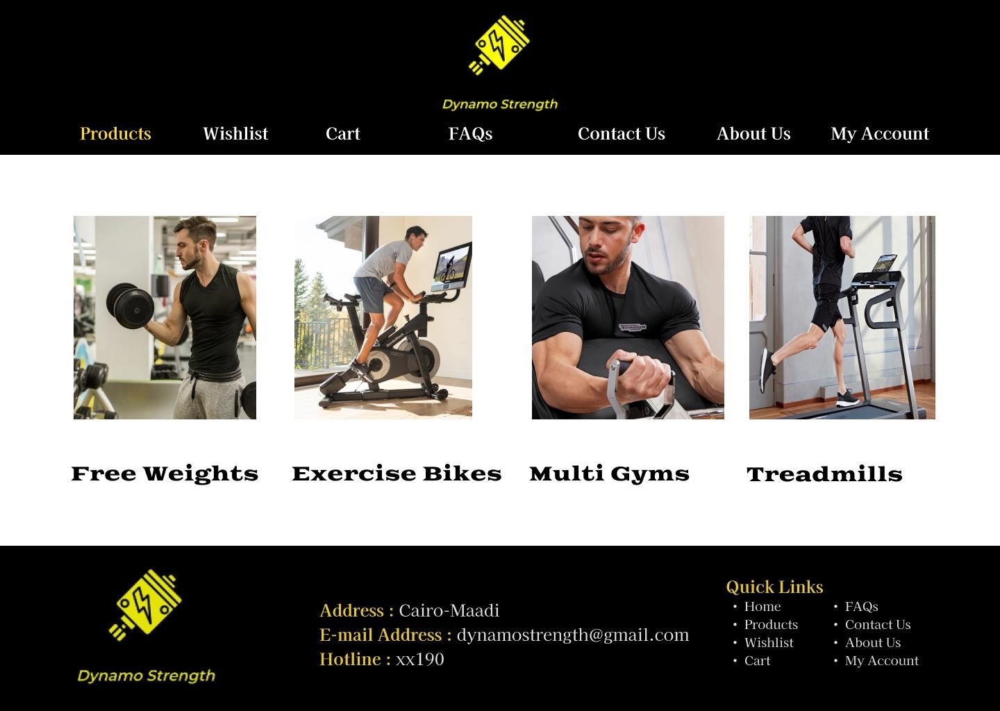 Dynamo Strength
Products Wishlist Cart FAQs Contact Us About Us My Account
TECHNOGYM
Free Weights Exercise Bikes Multi Gyms Treadmills
Dynamo Strength
Address : Cairo-Maadi
E-mail Address : dynamostrength@gmail.com
Hotline : xx190
Quick Links
• Home
• Products
• Wishlist
• Cart
• FAQs
• Contact Us
• About Us
• My Account